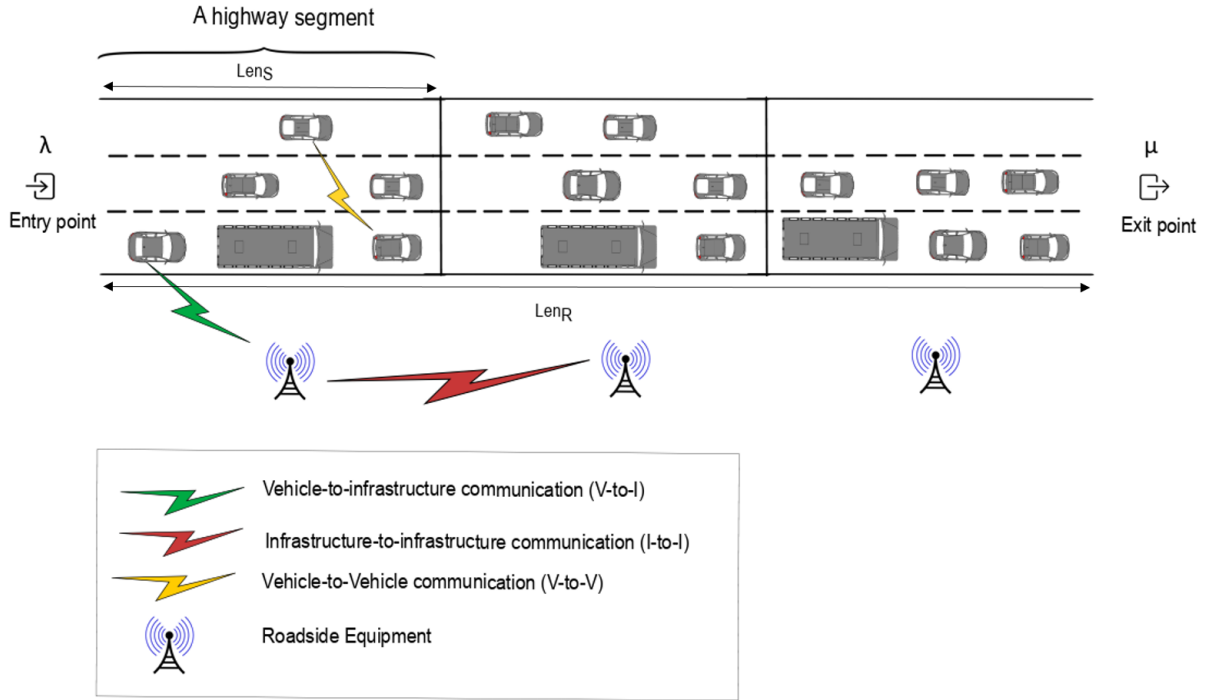 A highway segment
LenS
λ
Entry point
μ
Exit point
LenR
Vehicle-to-infrastructure communication (V-to-I)
Infrastructure-to-infrastructure communication (I-to-I)
Vehicle-to-Vehicle communication (V-to-V)
Roadside Equipment